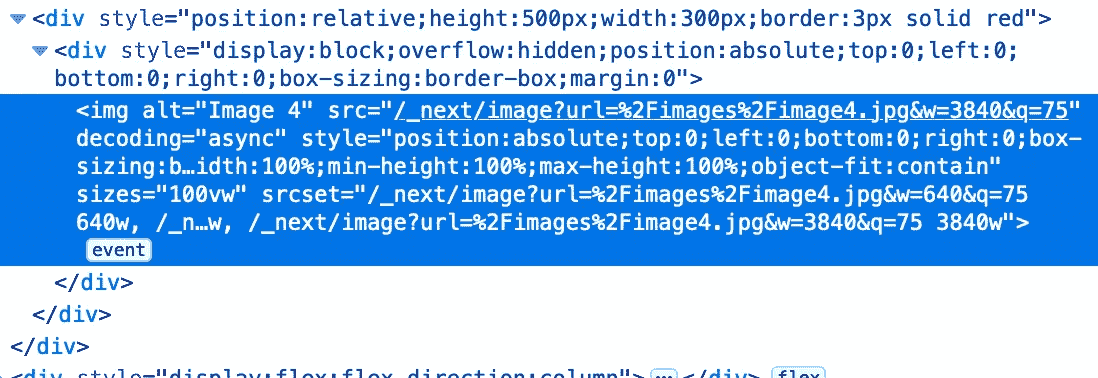 <div style="position:relative;height:500px;width:300px;border:3px solid red">
<div style="display:block;overflow:hidden;position:absolute;top:0;left:0;
bottom:0;right:0;box-sizing:border-box;margin:0">
<img alt="Image 4" src="/_next/image?url=%2Fimages%2Fimage4.jpg&w=3840&q=75"
decoding="async" style="position:absolute;top:0;left:0;bottom:0;right:0;box-
sizing:b…idth:100%;min-height:100%;max-height:100%;object-fit:contain"
sizes="100vw" srcset="/_next/image?url=%2Fimages%2Fimage4.jpg&w=640&q=75
640w, /_n…w, /_next/image?url=%2Fimages%2Fimage4.jpg&w=3840&q=75 3840w">
event
</div>
</div>
</div>
<div style="display:flex;flex-direction:column">…</div> flex